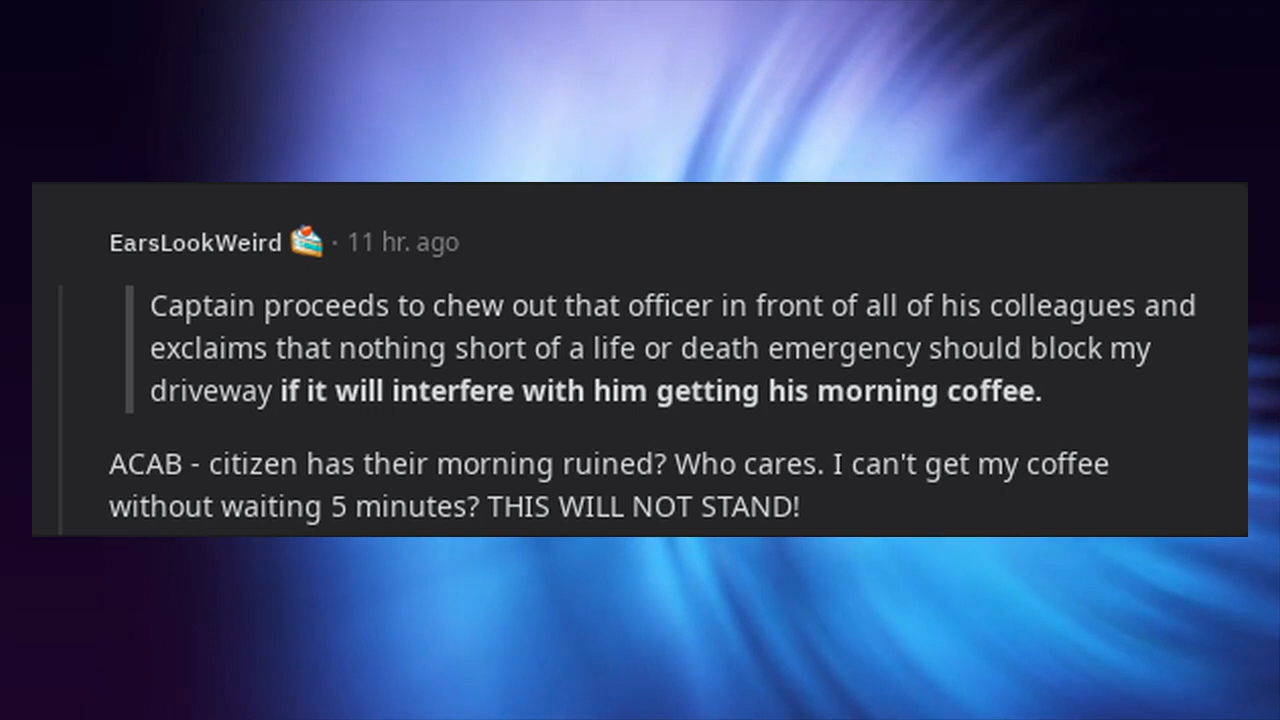 EarsLookWeird · 11 hr. ago
Captain proceeds to chew out that officer in front of all of his colleagues and
exclaims that nothing short of a life or death emergency should block my
driveway if it will interfere with him getting his morning coffee.
ACAB - citizen has their morning ruined? Who cares. I can't get my coffee
without waiting 5 minutes? THIS WILL NOT STAND!